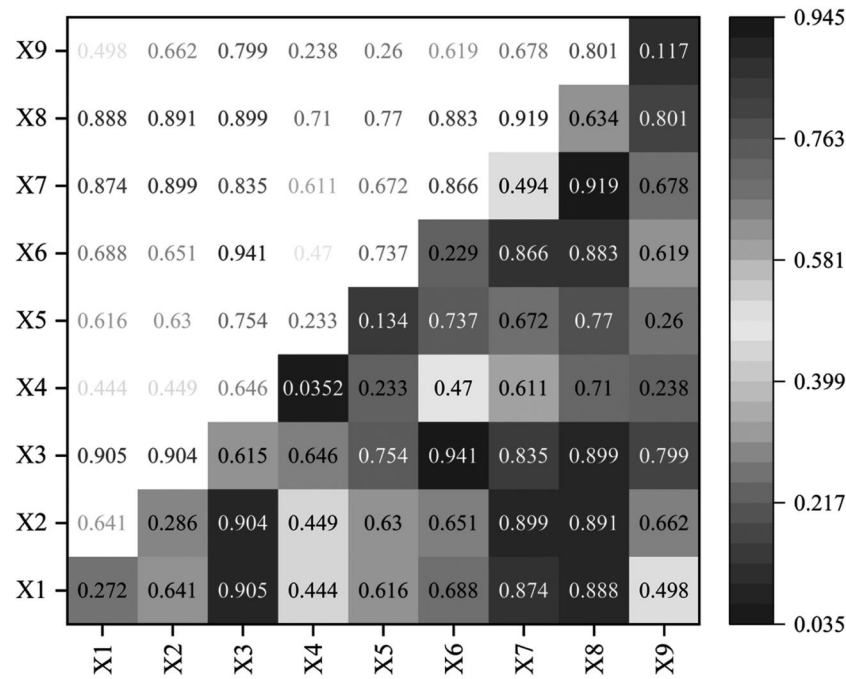 X9 0.498 0.662 0.799 0.238 0.26 0.619 0.678 0.801 0.117
X8 0.888 0.891 0.899 0.71 0.77 0.883 0.919 0.634 0.801
X7 0.874 0.899 0.835 0.611 0.672 0.866 0.494 0.919 0.678
X6 0.688 0.651 0.941 0.47 0.737 0.229 0.866 0.883 0.619
X5 0.616 0.63 0.754 0.233 0.134 0.737 0.672 0.77 0.26
X4 0.444 0.449 0.646 0.0352 0.233 0.47 0.611 0.71 0.238
X3 0.905 0.904 0.615 0.646 0.754 0.941 0.835 0.899 0.799
X2 0.641 0.286 0.904 0.449 0.63 0.651 0.899 0.891 0.662
X1 0.272 0.641 0.905 0.444 0.616 0.688 0.874 0.888 0.498
X1 X2 X3 X4 X5 X6 X7 X8 X9
0.945
0.763
0.581
0.399
0.217
0.035